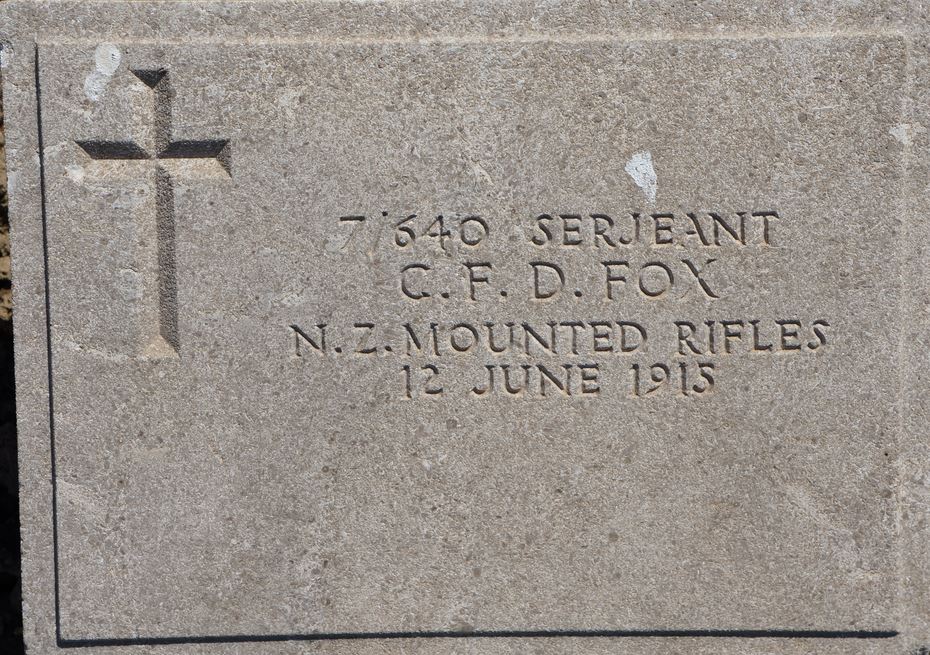 7/640 SERJEANT
C. F. D. FOX
N.Z. MOUNTED RIFLES
12 JUNE 1915